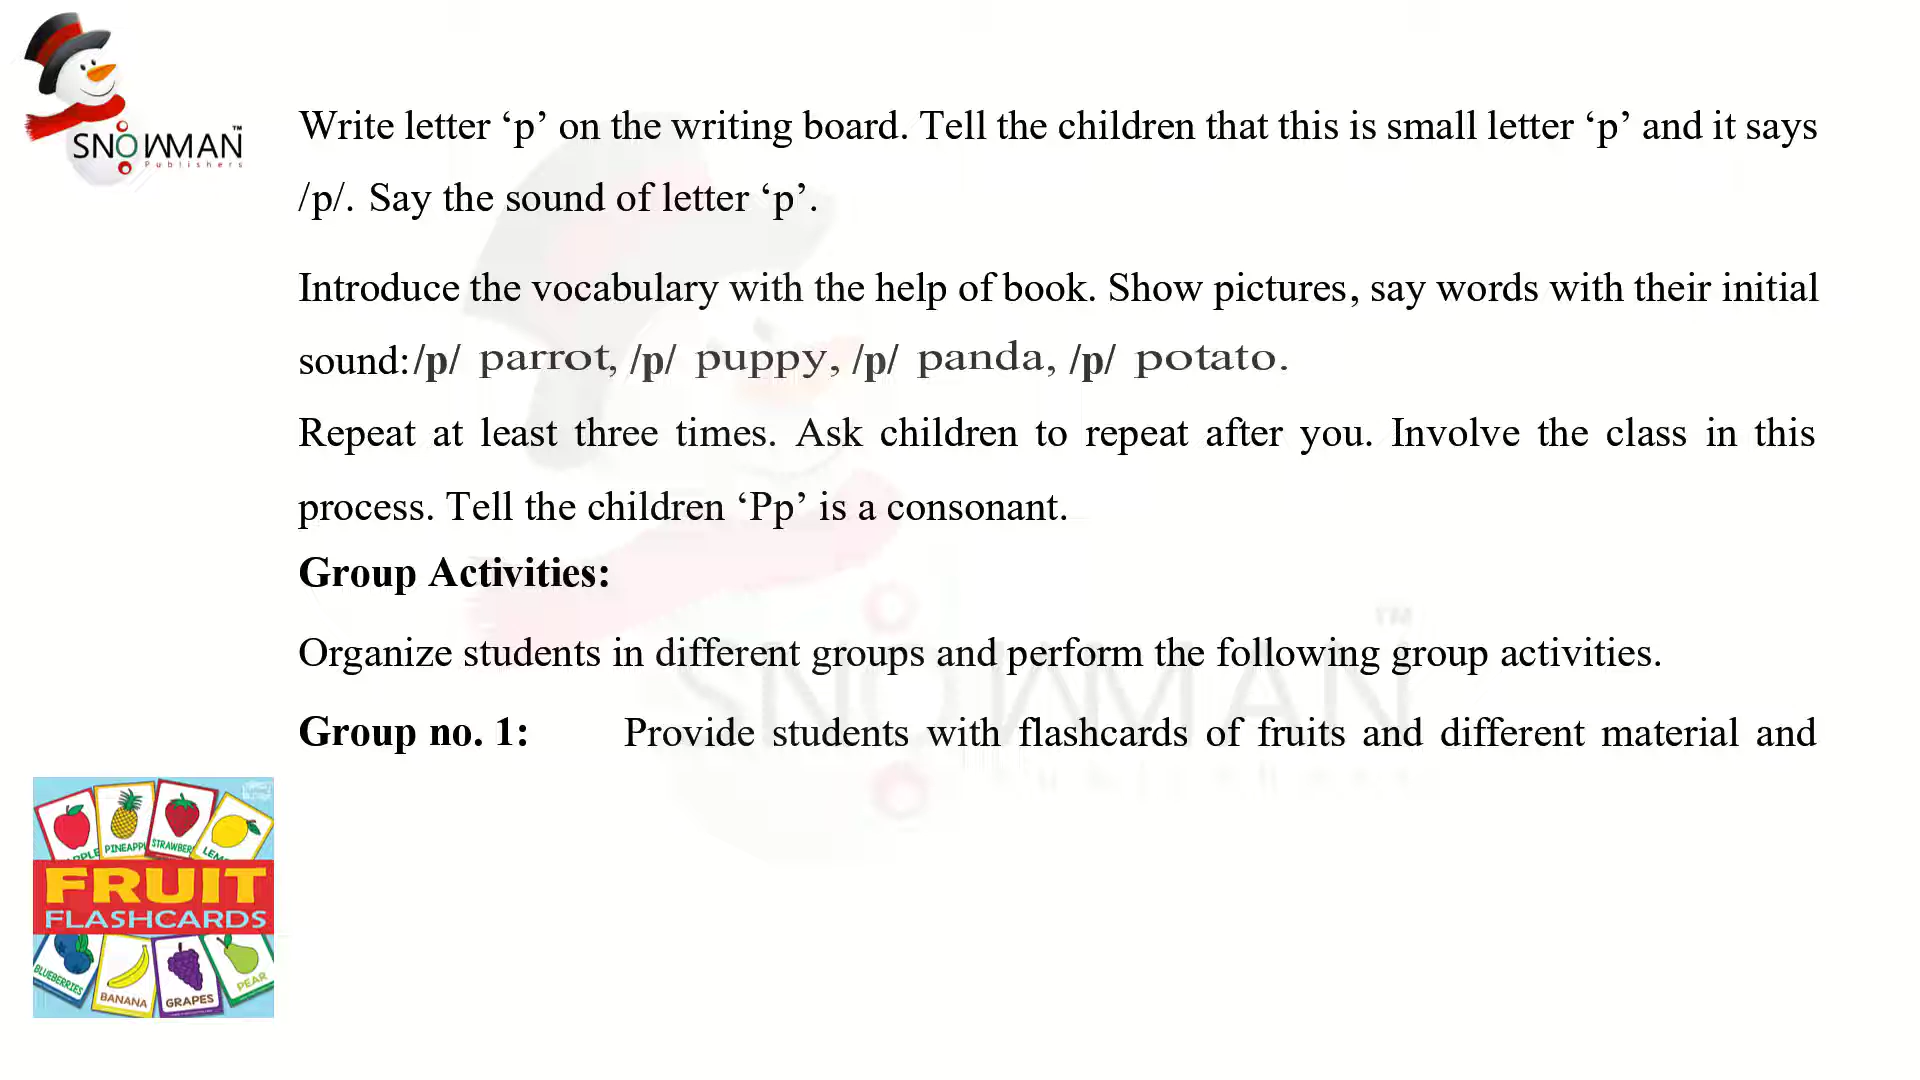 SNOWMAN™
Publishers
Write letter ‘p’ on the writing board. Tell the children that this is small letter ‘p’ and it says
/p/. Say the sound of letter ‘p’.
Introduce the vocabulary with the help of book. Show pictures, say words with their initial
sound:/p/ parrot, /p/ puppy, /p/ panda, /p/ potato.
Repeat at least three times. Ask children to repeat after you. Involve the class in this
process. Tell the children ‘Pp’ is a consonant.
Group Activities:
Organize students in different groups and perform the following group activities.
SNOWMAN
Group no. 1: Provide students with flashcards of fruits and different material and
PINEAPPL
STRAWBER
LEM
FRUIT
FLASHCARDS
BLUEBERRIES
BANANA
GRAPES
PEAR